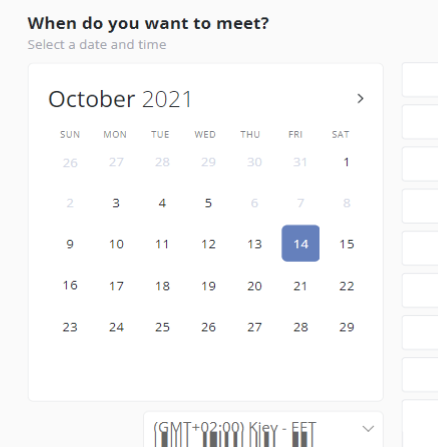 When do you want to meet?
Select a date and time
October 2021
SUN MON TUE WED THU FRI SAT
26 27 28 29 30 31 1
2 3 4 5 6 7 8
9 10 11 12 13 14 15
16 17 18 19 20 21 22
23 24 25 26 27 28 29
(GMT+02:00) Kiev - EET